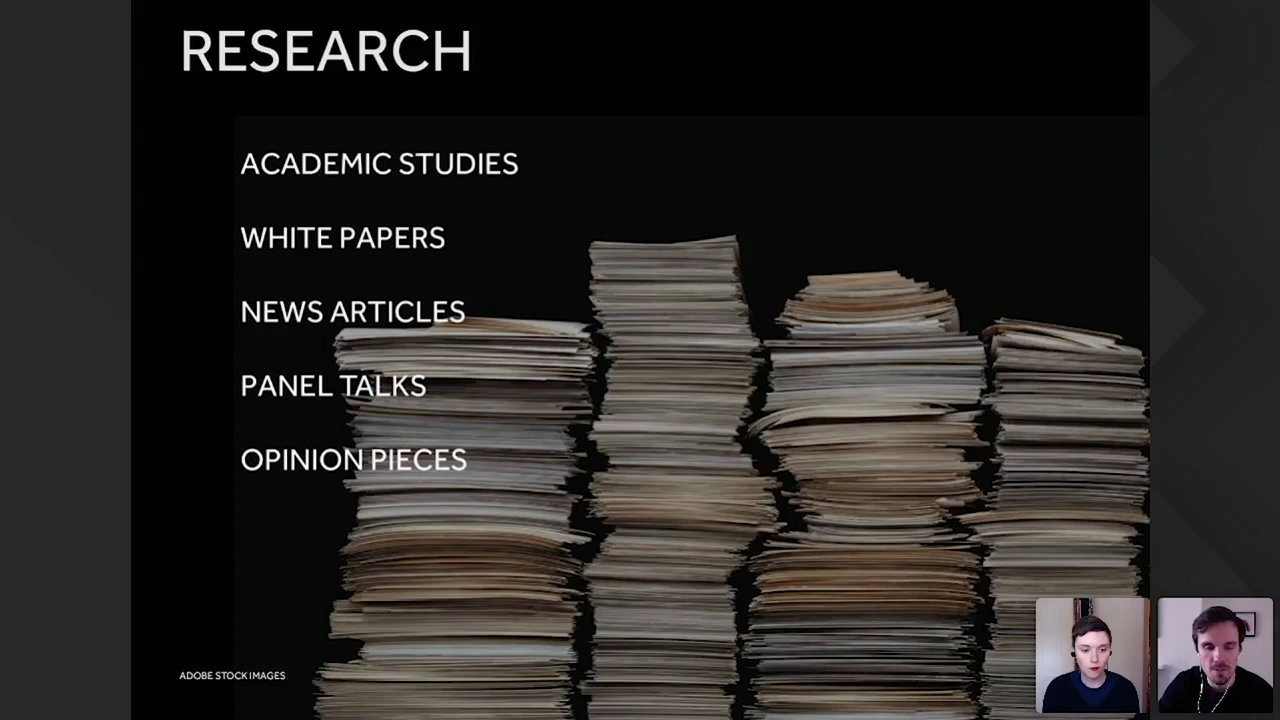 RESEARCH
ACADEMIC STUDIES
WHITE PAPERS
NEWS ARTICLES
PANEL TALKS
OPINION PIECES
ADOBE STOCK IMAGES